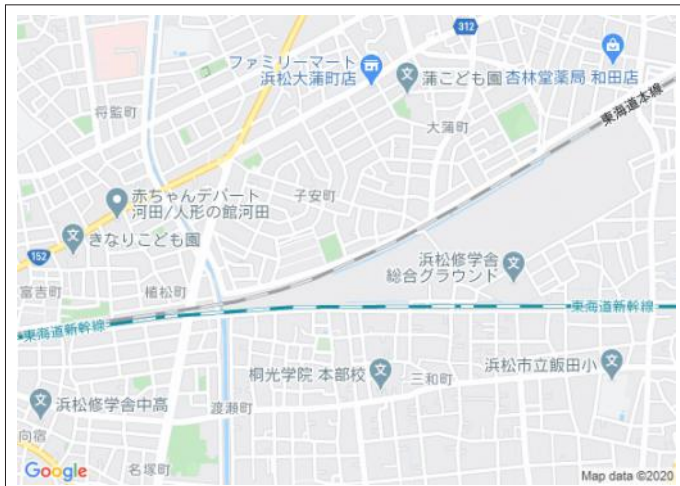 312
ファミリーマート
浜松大蒲町店
蒲こども園
杏林堂薬局 和田店
東海道本線
将監町
大蒲町
赤ちゃんデパート
河田/人形の館河田
子安町
きなりこども園
152
浜松修学舎
総合グラウンド
富吉町
植松町
東海道新幹線
東海道新幹線
桐光学院 本部校
三和町
浜松市立飯田小
浜松修学舎中高
渡瀬町
向宿
名塚町
Google
Map data ©2020